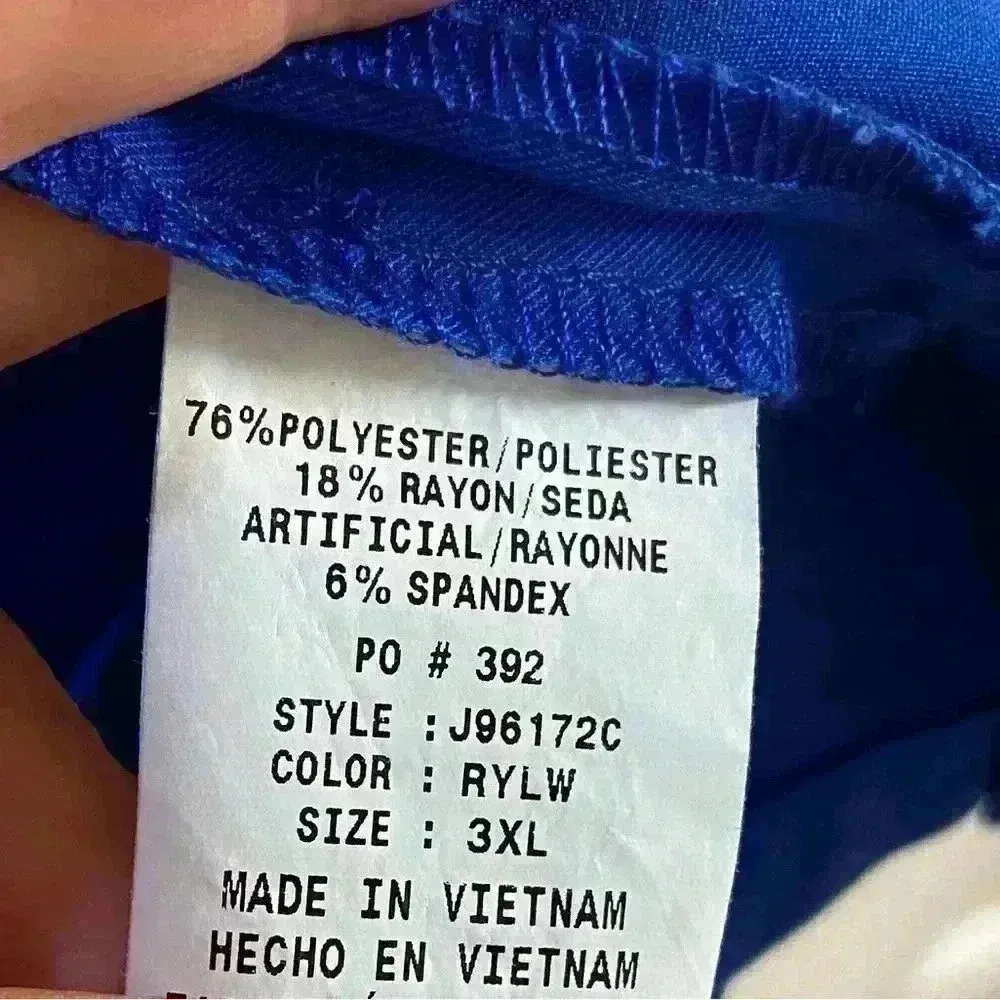 76%POLYESTER/POLIESTER
18% RAYON/SEDA
ARTIFICIAL/RAYONNE
6% SPANDEX
PO # 392
STYLE :J96172C
COLOR : RYLW
SIZE : 3XL
MADE IN VIETNAM
HECHO EN VIETNAM